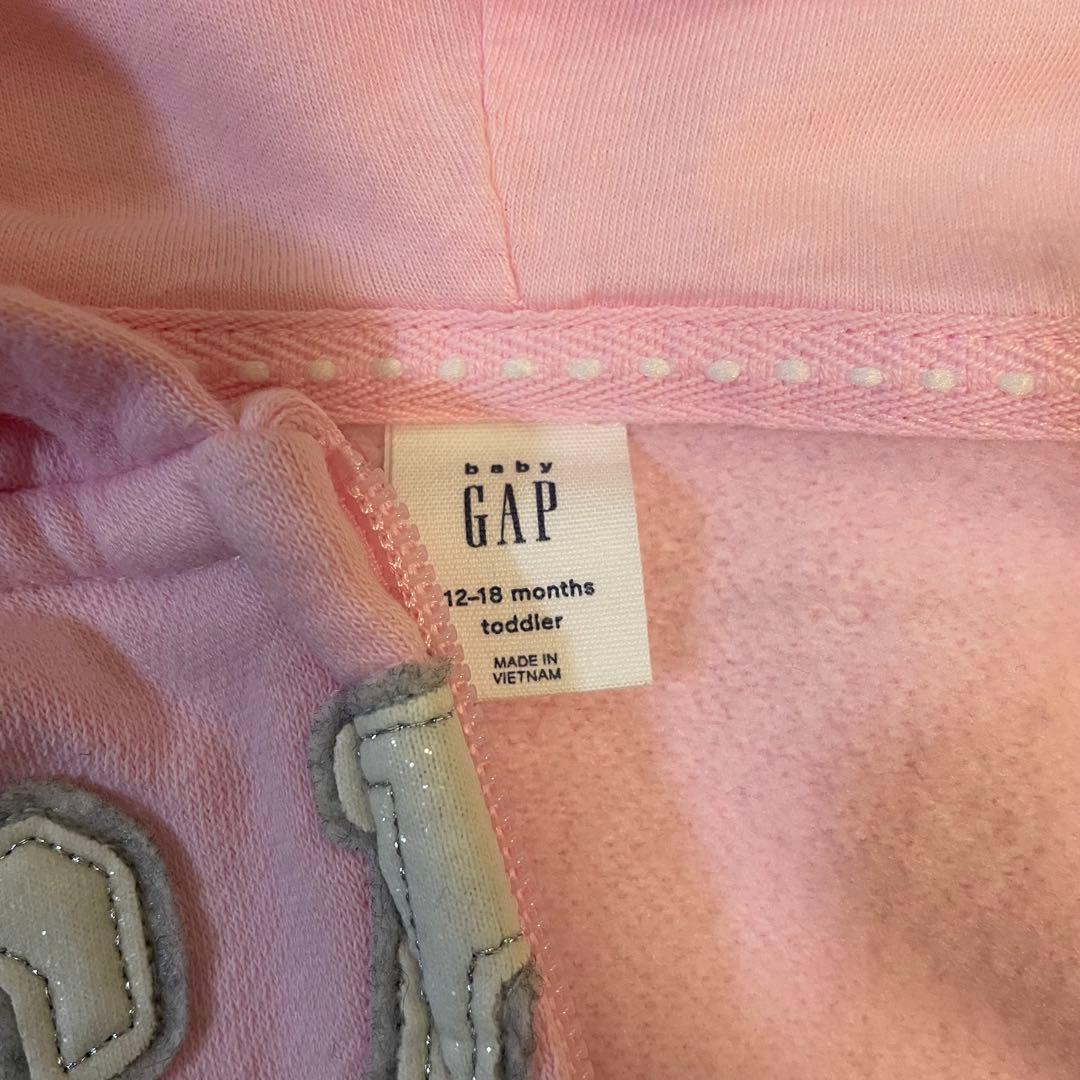 baby
GAP
12-18 months
toddler
MADE IN
VIETNAM